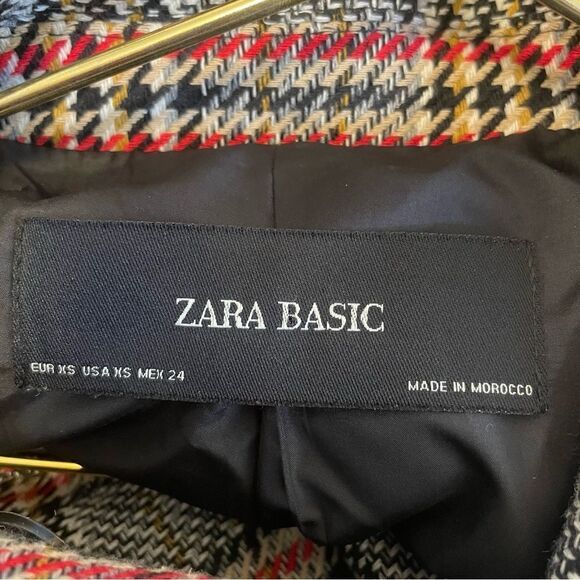 ZARA BASIC
EUR XS USA XS MEX 24
MADE IN MOROCCO